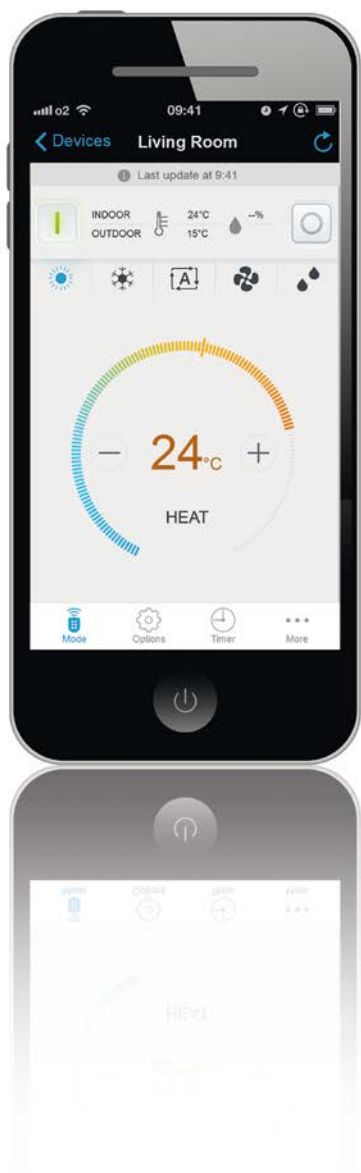 o2 09:41
Devices Living Room
Last update at 9:41
INDOOR 24°C --%
OUTDOOR 15°C
A
24°C
HEAT
Mode Options Timer More